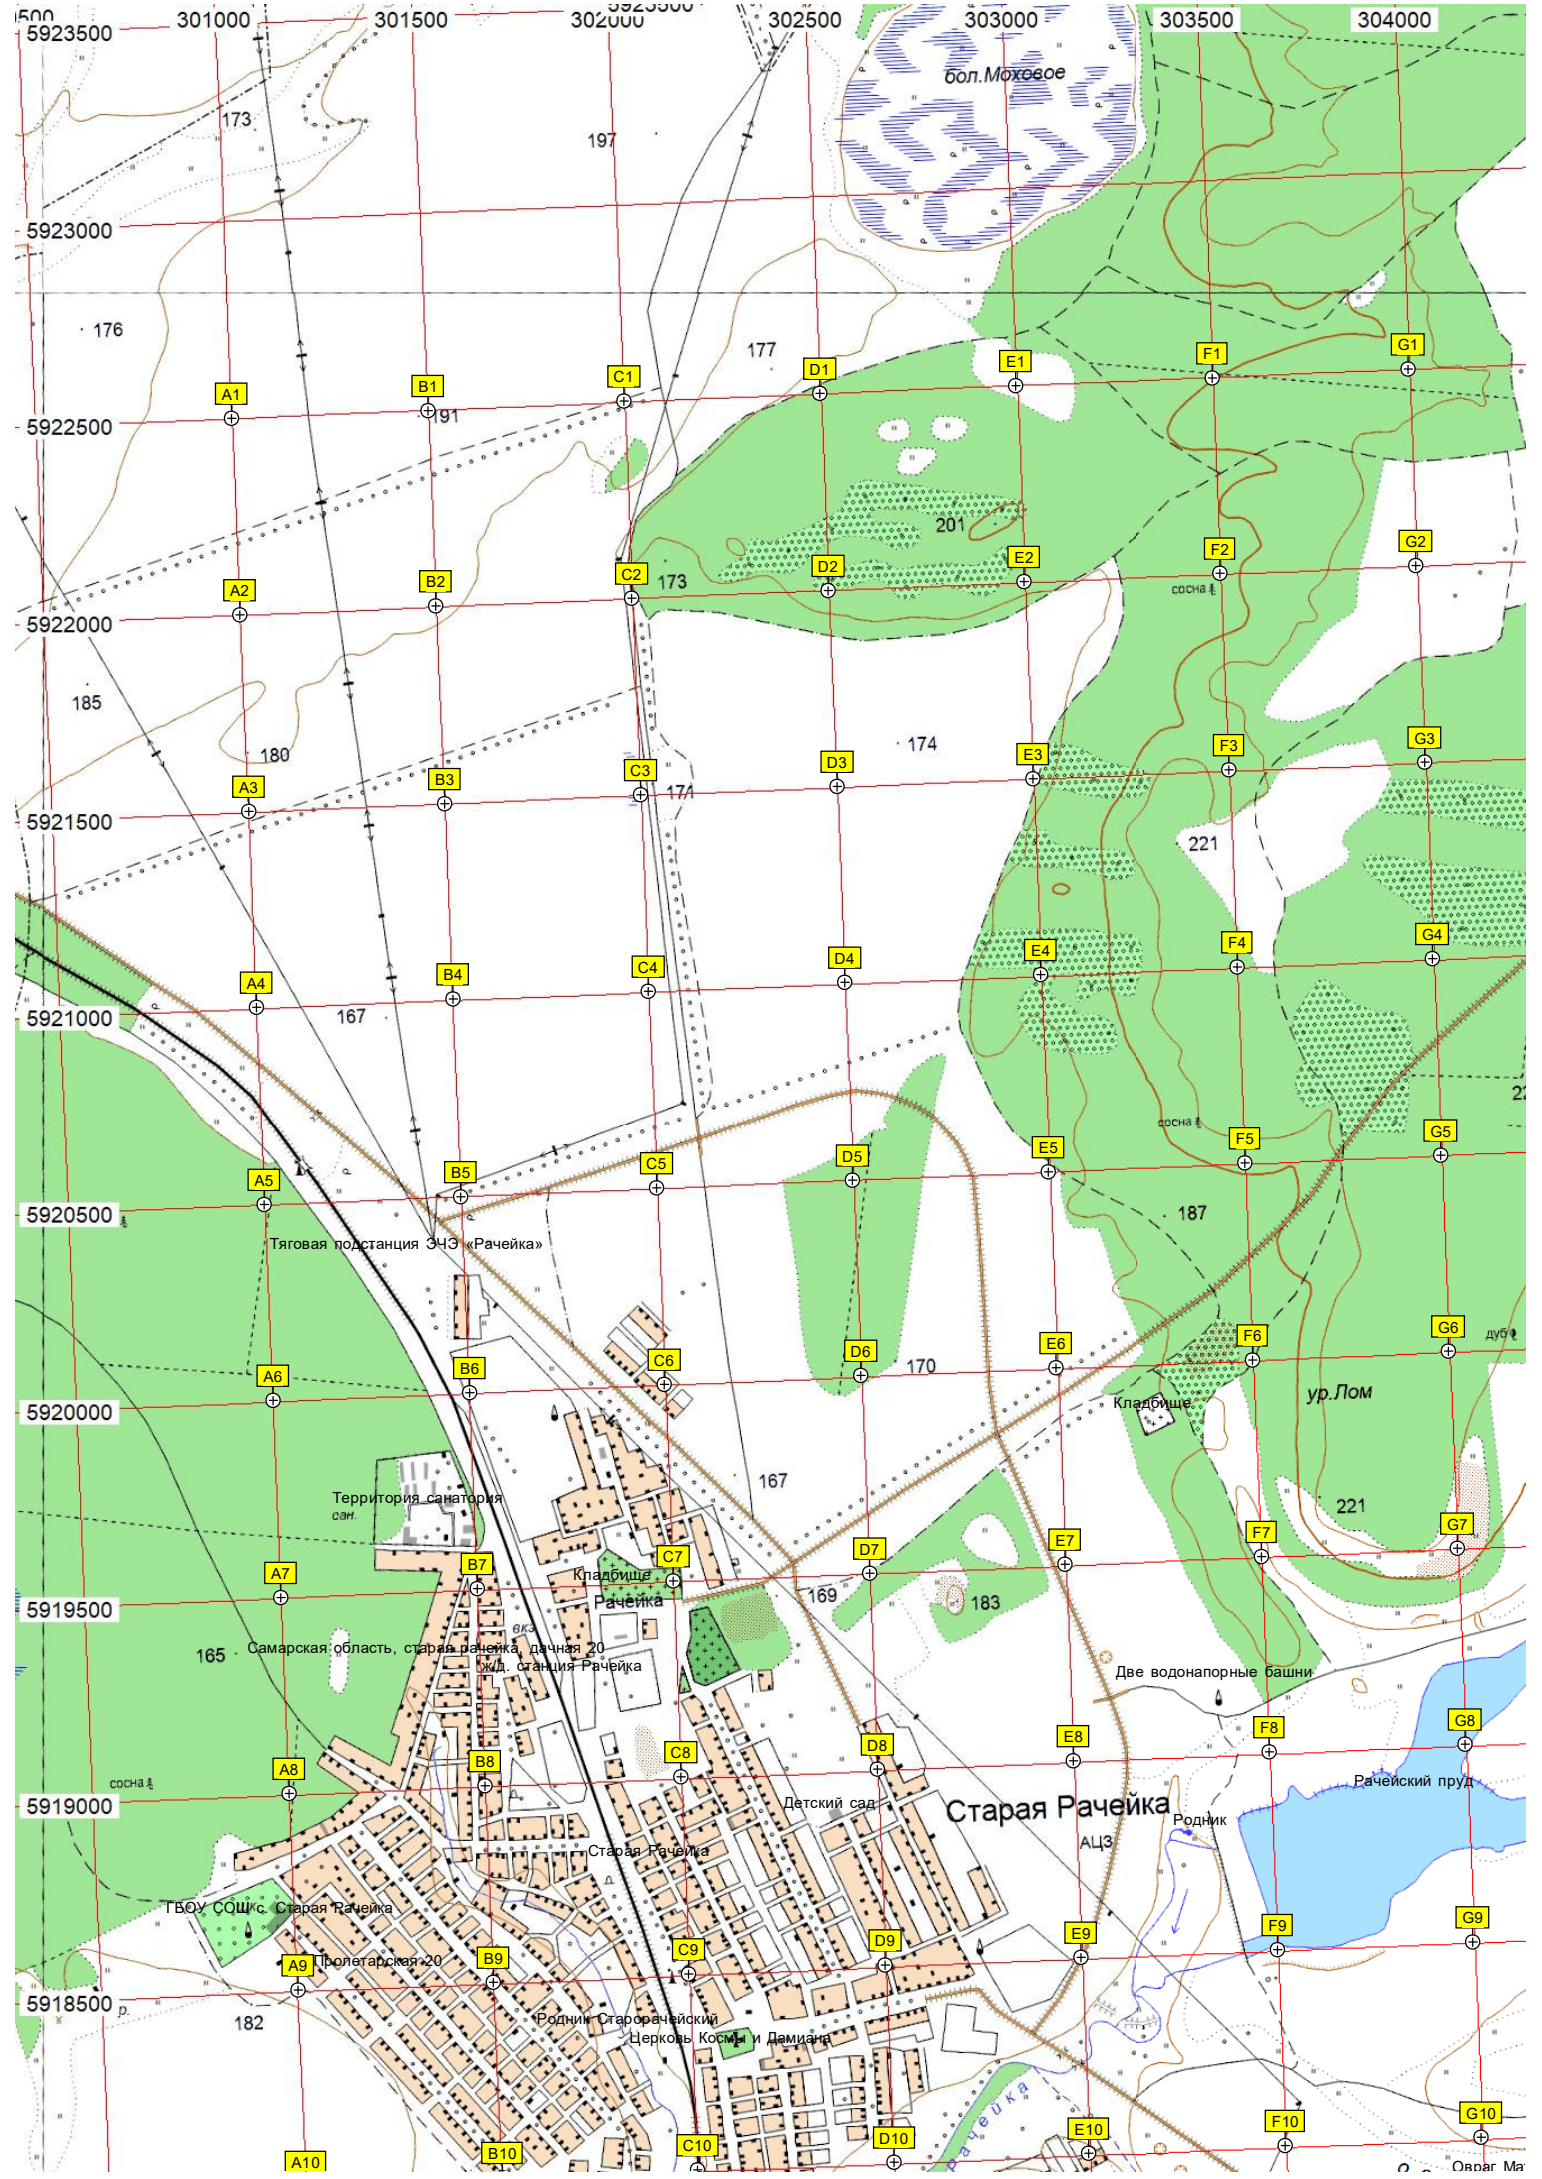 500 301000 301500 302000 5923500 302500 303000 303500 304000
5923500
бол.Моховое
173
197
5923000
176
177
G1
F1
E1
D1
C1
B1
A1
191
5922500
201
G2
F2
E2
D2
C2
173
B2
A2
сосна
5922000
185
174
180
G3
F3
E3
D3
C3
B3
A3
171
5921500
221
G4
F4
E4
D4
C4
B4
A4
167
5921000
сосна
G5
F5
E5
D5
C5
B5
A5
187
5920500
Тяговая подстанция ЭЧЭ «Рачейка»
G6
дуб
F6
E6
D6
170
C6
B6
A6
ур.Лом
Кладбище
5920000
167
Территория санатория
сан.
221
G7
F7
E7
D7
C7
B7
A7
Кладбище
169
183
Рачейка
5919500
вкз
Самарская область, старая рачейка, дачная 20
165
ж/д. станция Рачейка
Две водонапорные башни
G8
F8
E8
D8
C8
B8
A8
сосна
Рачейский пруд
5919000
Детский сад
Старая Рачейка
Родник
АЦЗ
Старая Рачейка
ГБОУ СОШ с. Старая Рачейка
G9
F9
E9
D9
C9
B9
A9
Пролетарская 20
5918500
р.
182
Родник Старорачейский
Церковь Космы и Дамиана
Рачейка
G10
F10
E10
D10
C10
B10
A10
Овраг Ма